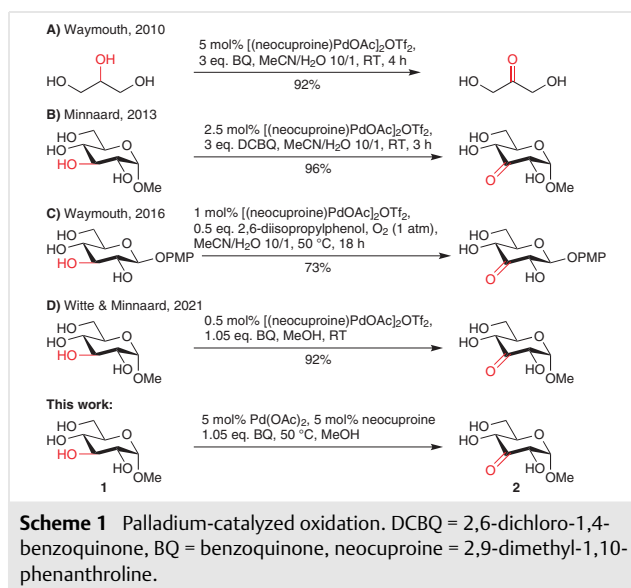 A) Waymouth, 2010
OH
HO
OH
5 mol% [(neocuproine)PdOAc]2OTf2,
3 eq. BQ, MeCN/H2O 10/1, RT, 4 h
92%
O
HO
OH
B) Minnaard, 2013
HO
HO
O
HO
HO
OMe
2.5 mol% [(neocuproine)PdOAc]2OTf2,
3 eq. DCBQ, MeCN/H2O 10/1, RT, 3 h
96%
HO
HO
O
O
HO
OMe
C) Waymouth, 2016
HO
HO
O
OPMP
HO
HO
1 mol% [(neocuproine)PdOAc]2OTf2,
0.5 eq. 2,6-diisopropylphenol, O2 (1 atm),
MeCN/H2O 10/1, 50 °C, 18 h
73%
HO
HO
O
OPMP
O
HO
D) Witte & Minnaard, 2021
HO
HO
O
HO
HO
OMe
0.5 mol% [(neocuproine)PdOAc]2OTf2,
1.05 eq. BQ, MeOH, RT
92%
HO
HO
O
O
HO
OMe
This work:
HO
HO
O
HO
HO
OMe
1
5 mol% Pd(OAc)2, 5 mol% neocuproine
1.05 eq. BQ, 50 °C, MeOH
HO
HO
O
O
HO
OMe
2
Scheme 1 Palladium-catalyzed oxidation. DCBQ = 2,6-dichloro-1,4-
benzoquinone, BQ = benzoquinone, neocuproine = 2,9-dimethyl-1,10-
phenanthroline.